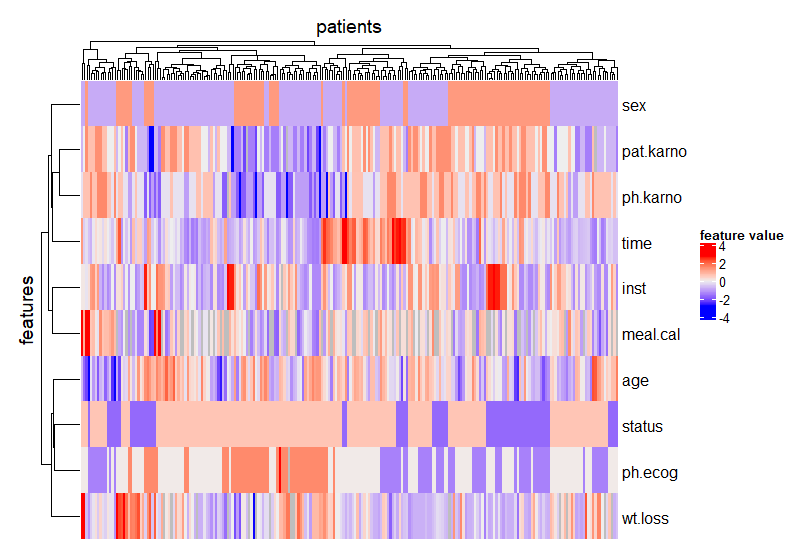 patients
sex
pat.karno
ph.karno
time
inst
meal.cal
age
status
ph.ecog
wt.loss
features
feature value
4
2
0
-2
-4